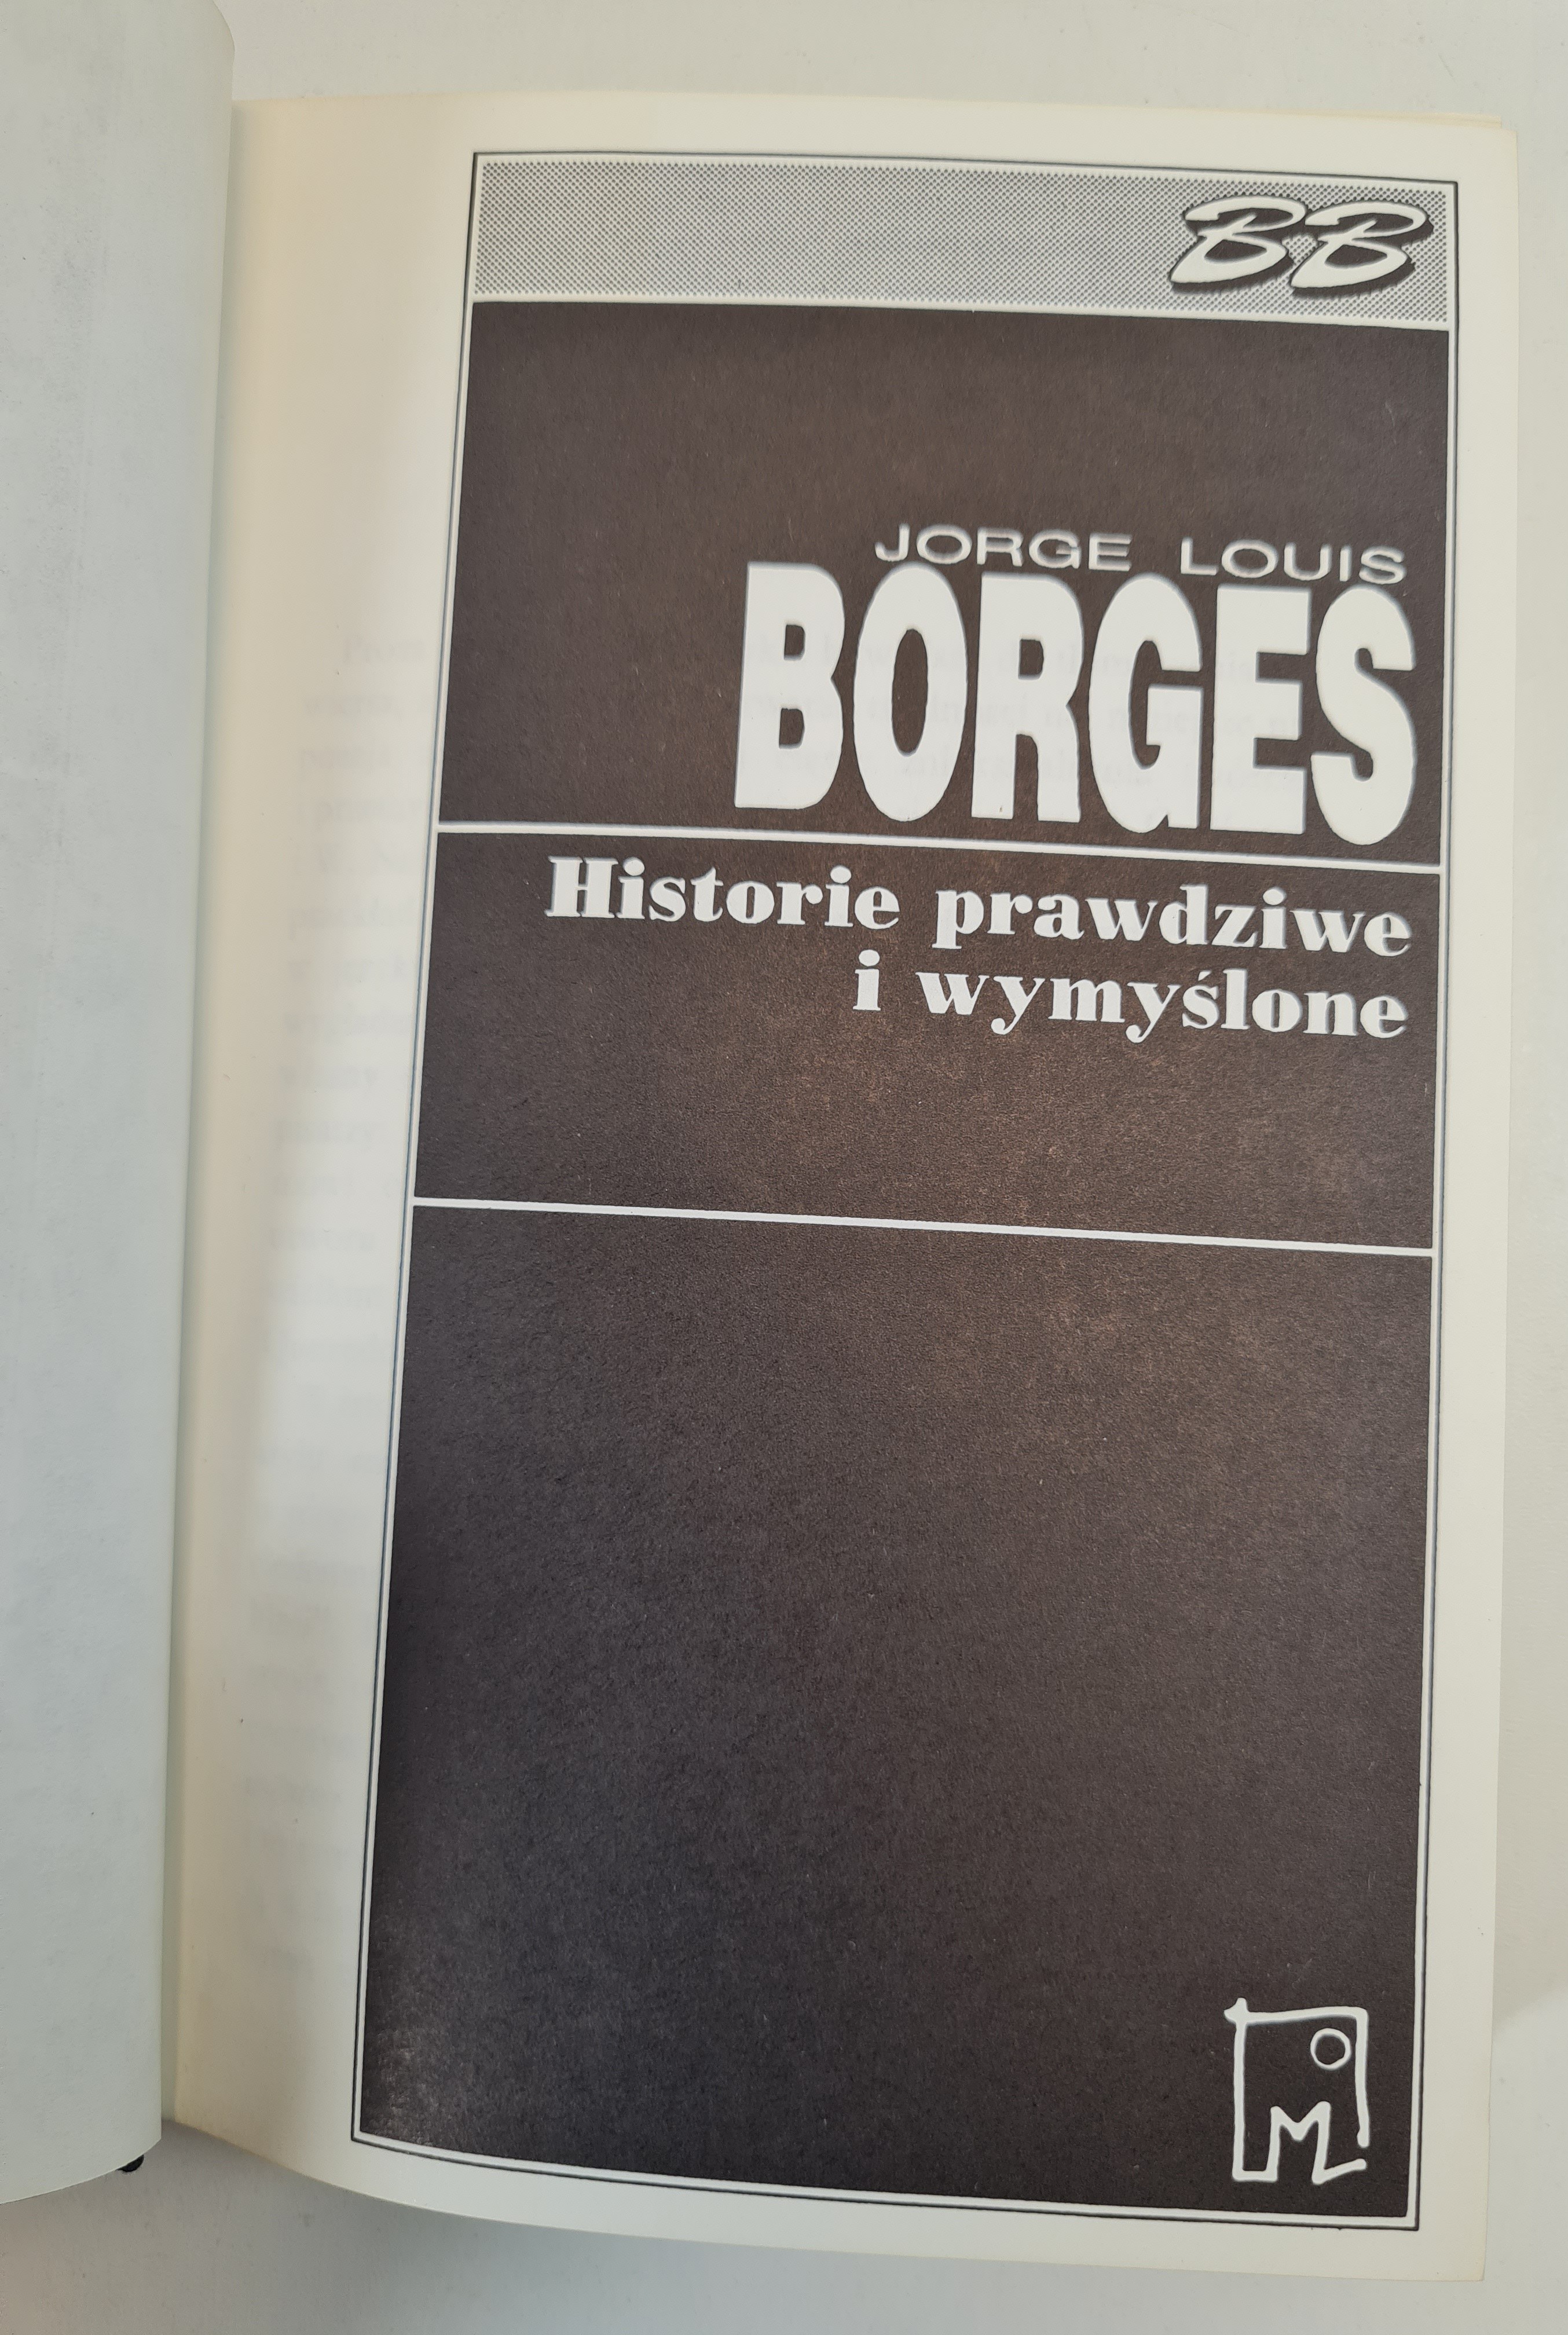 BB
JORGE LOUIS
BORGES
Historie prawdziwe
i wymyślone
M